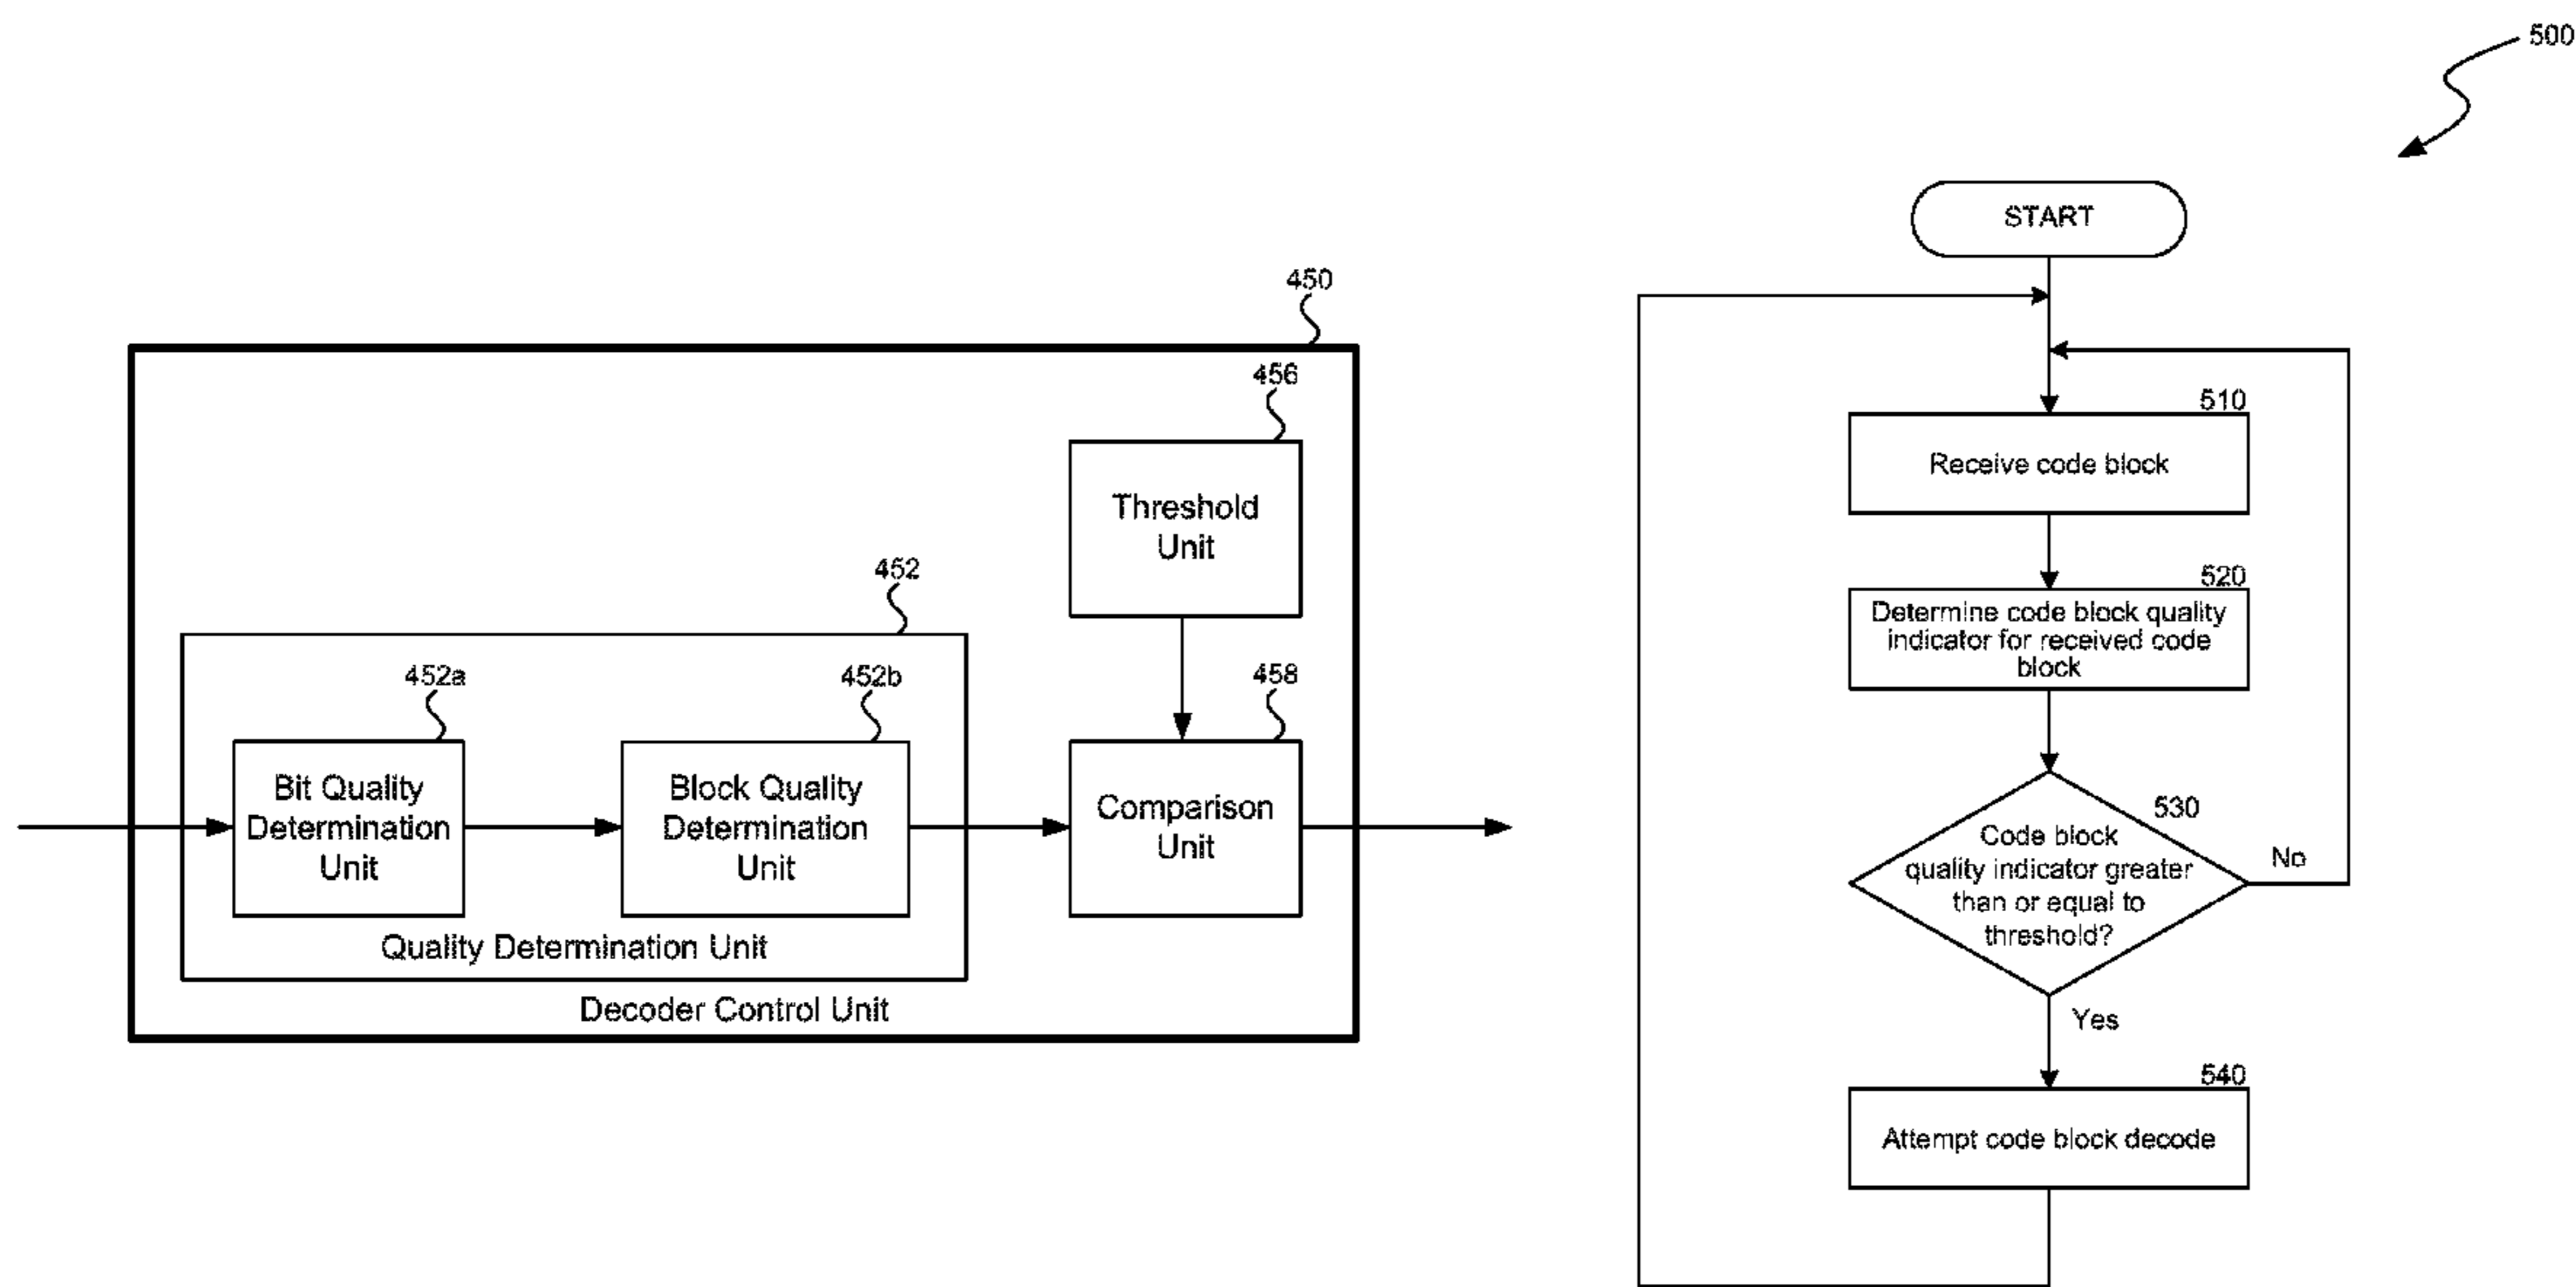 450
456
Threshold
Unit
452
452a
452b
458
Bit Quality
Determination
Unit
Block Quality
Determination
Unit
Comparison
Unit
Quality Determination Unit
Decoder Control Unit
500
START
510
Receive code block
520
Determine code block quality
indicator for received code
block
530
Code block
quality indicator greater
than or equal to
threshold?
No
Yes
540
Attempt code block decode